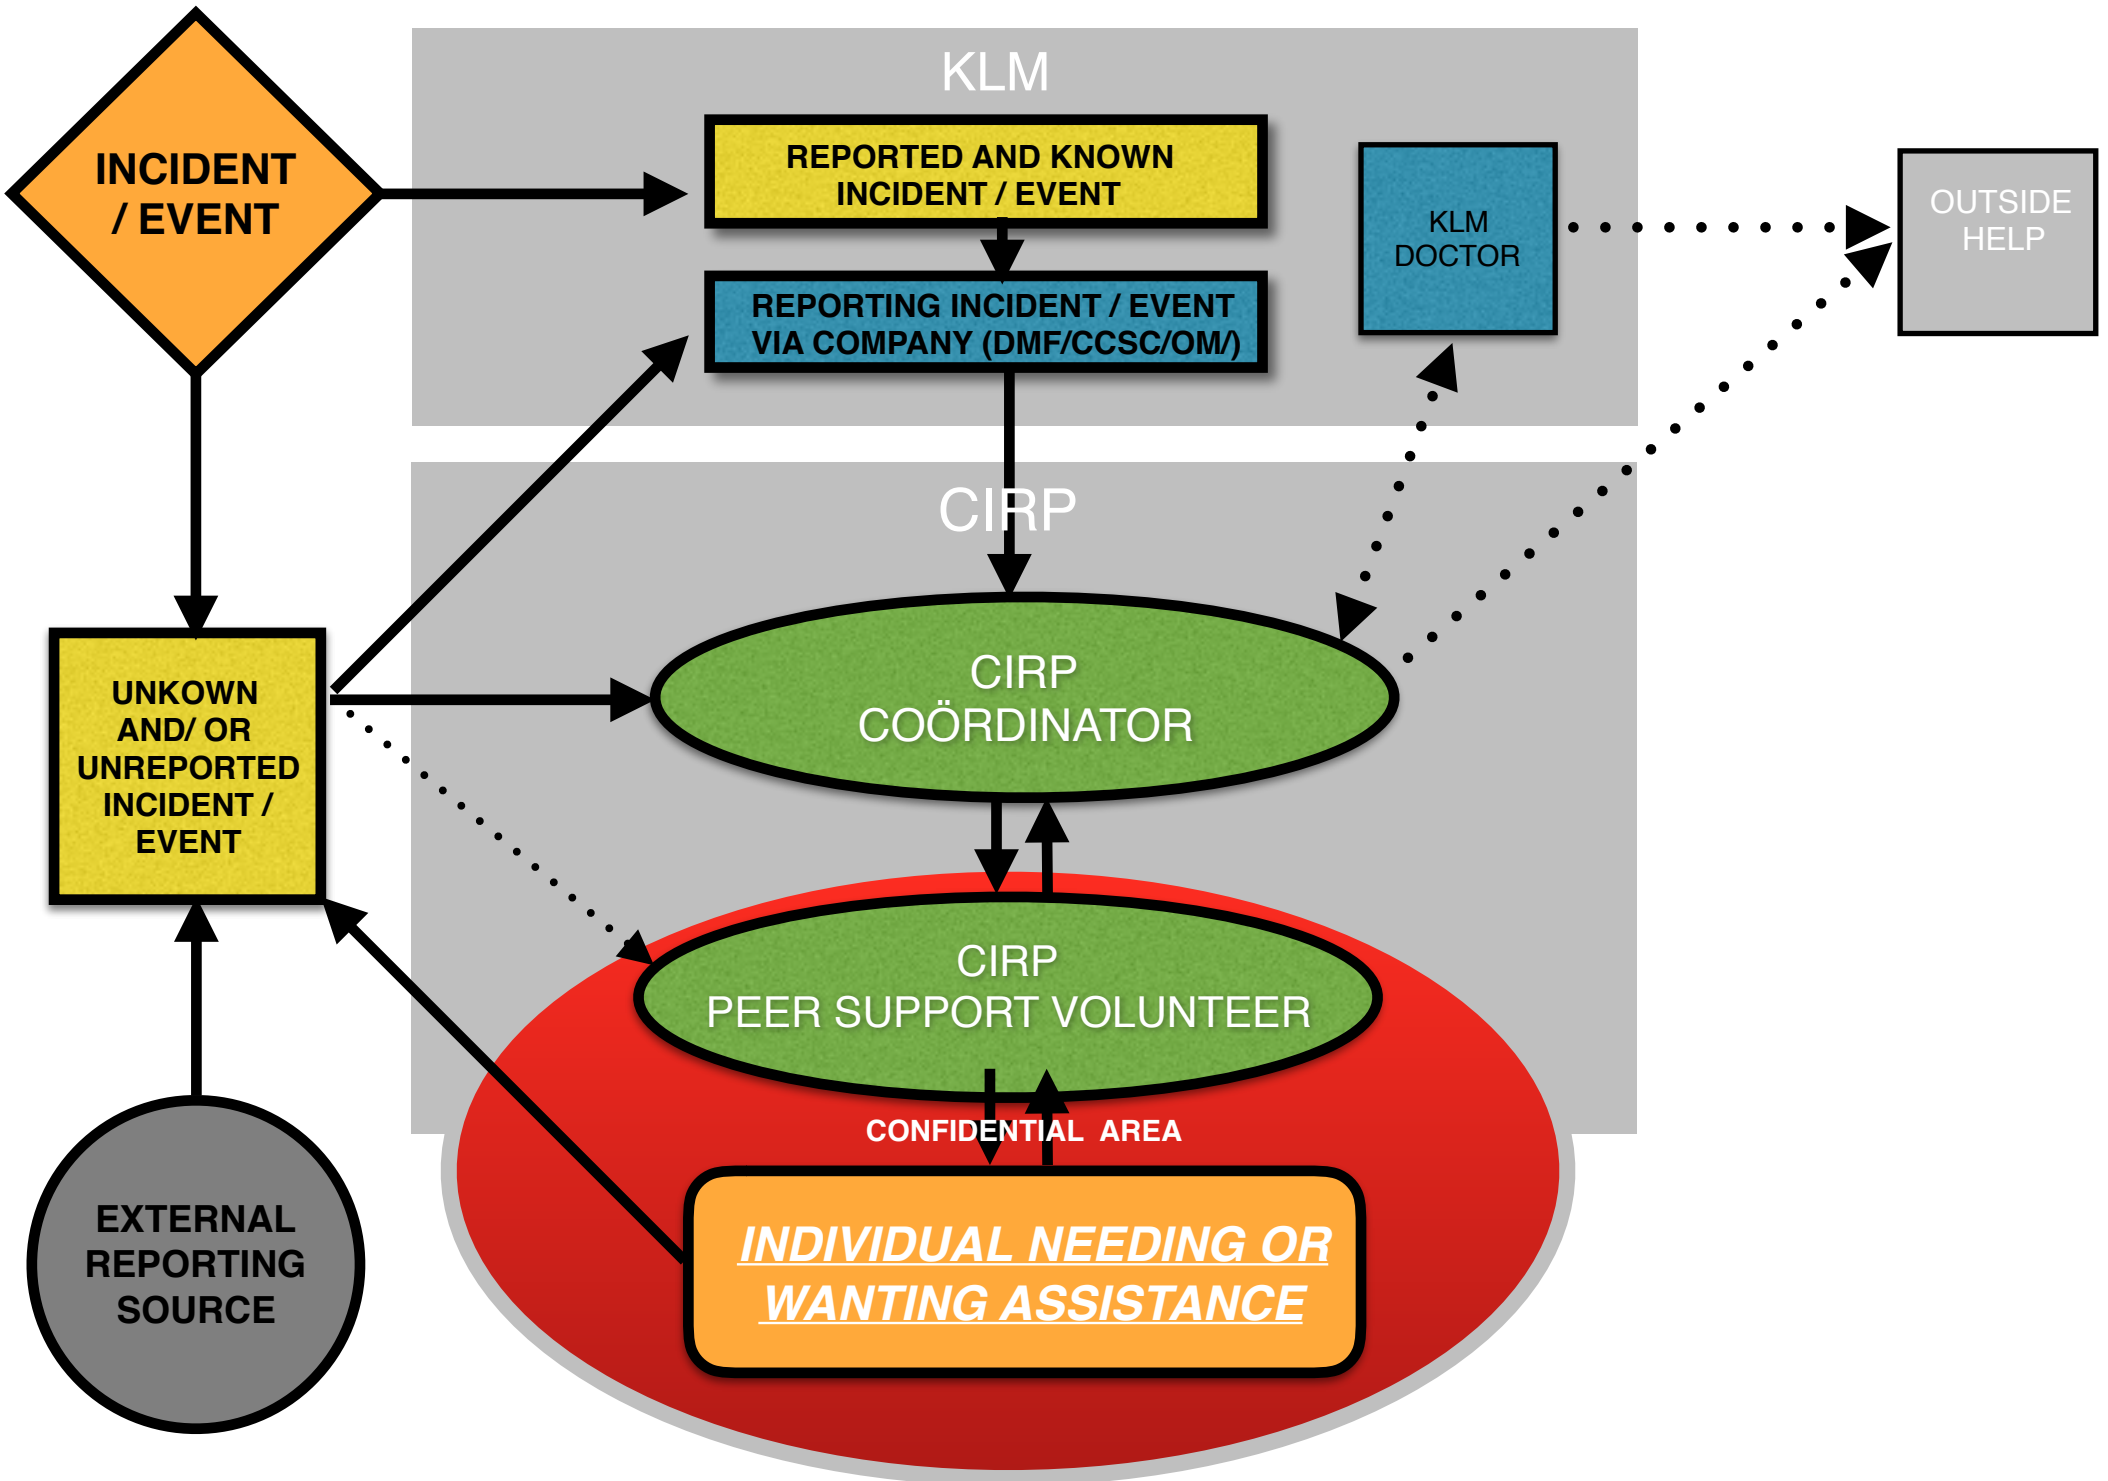 KLM
INCIDENT
/ EVENT
REPORTED AND KNOWN
INCIDENT / EVENT
REPORTING INCIDENT / EVENT
VIA COMPANY (DMF/CCSC/OM/)
KLM
DOCTOR
OUTSIDE
HELP
CIRP
CIRP
COÖRDINATOR
UNKOWN
AND/ OR
UNREPORTED
INCIDENT /
EVENT
CIRP
PEER SUPPORT VOLUNTEER
CONFIDENTIAL AREA
EXTERNAL
REPORTING
SOURCE
INDIVIDUAL NEEDING OR
WANTING ASSISTANCE